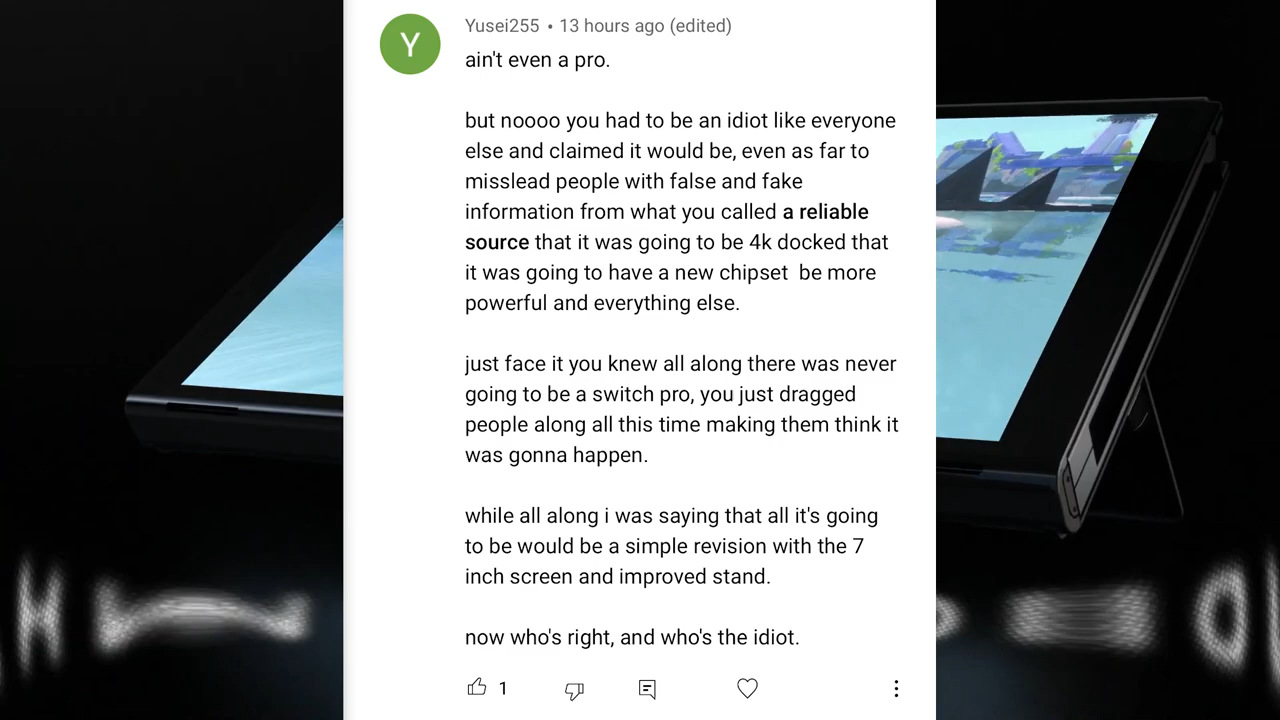 Y
Yusei255 • 13 hours ago (edited)
ain't even a pro.
but noooo you had to be an idiot like everyone
else and claimed it would be, even as far to
misslead people with false and fake
information from what you called a reliable
source that it was going to be 4k docked that
it was going to have a new chipset  be more
powerful and everything else.
just face it you knew all along there was never
going to be a switch pro, you just dragged
people along all this time making them think it
was gonna happen.
while all along i was saying that all it's going
to be would be a simple revision with the 7
inch screen and improved stand.
now who's right, and who's the idiot.
1